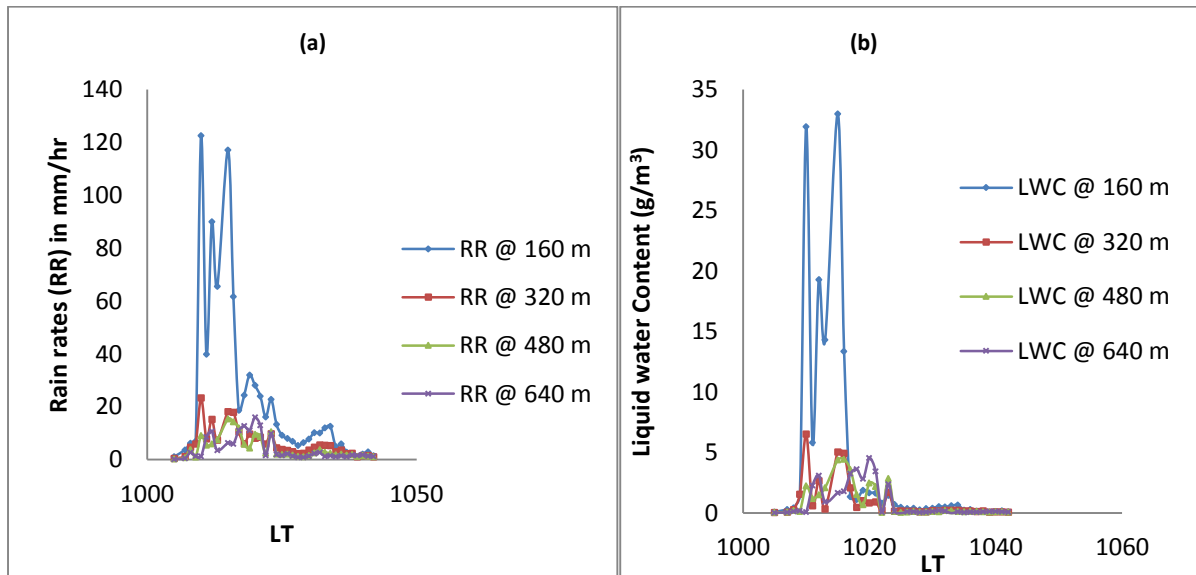 (a)
Rain rates (RR) in mm/hr
140
120
100
80
60
40
20
0
1000
1050
LT
RR @ 160 m
RR @ 320 m
RR @ 480 m
RR @ 640 m
(b)
Liquid water Content (g/m³)
35
30
25
20
15
10
5
0
1000
1020
1040
1060
LT
LWC @ 160 m
LWC @ 320 m
LWC @ 480 m
LWC @ 640 m